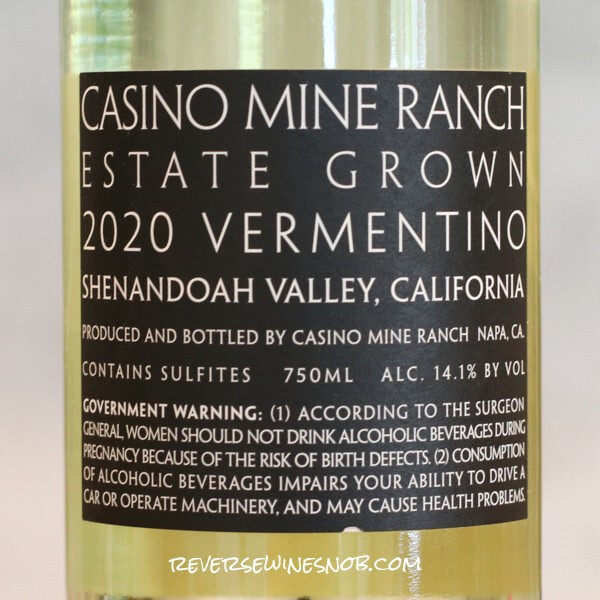 CASINO MINE RANCH
ESTATE GROWN
2020 VERMENTINO
SHENANDOAH VALLEY, CALIFORNIA
PRODUCED AND BOTTLED BY CASINO MINE RANCH NAPA, CA.
CONTAINS SULFITES 750ML ALC. 14.1% BY VOL
GOVERNMENT WARNING: (1) ACCORDING TO THE SURGEON
GENERAL, WOMEN SHOULD NOT DRINK ALCOHOLIC BEVERAGES DURING
PREGNANCY BECAUSE OF THE RISK OF BIRTH DEFECTS. (2) CONSUMPTION
OF ALCOHOLIC BEVERAGES IMPAIRS YOUR ABILITY TO DRIVE A
CAR OR OPERATE MACHINERY, AND MAY CAUSE HEALTH PROBLEMS.
REVERSEWINESNOB.COM